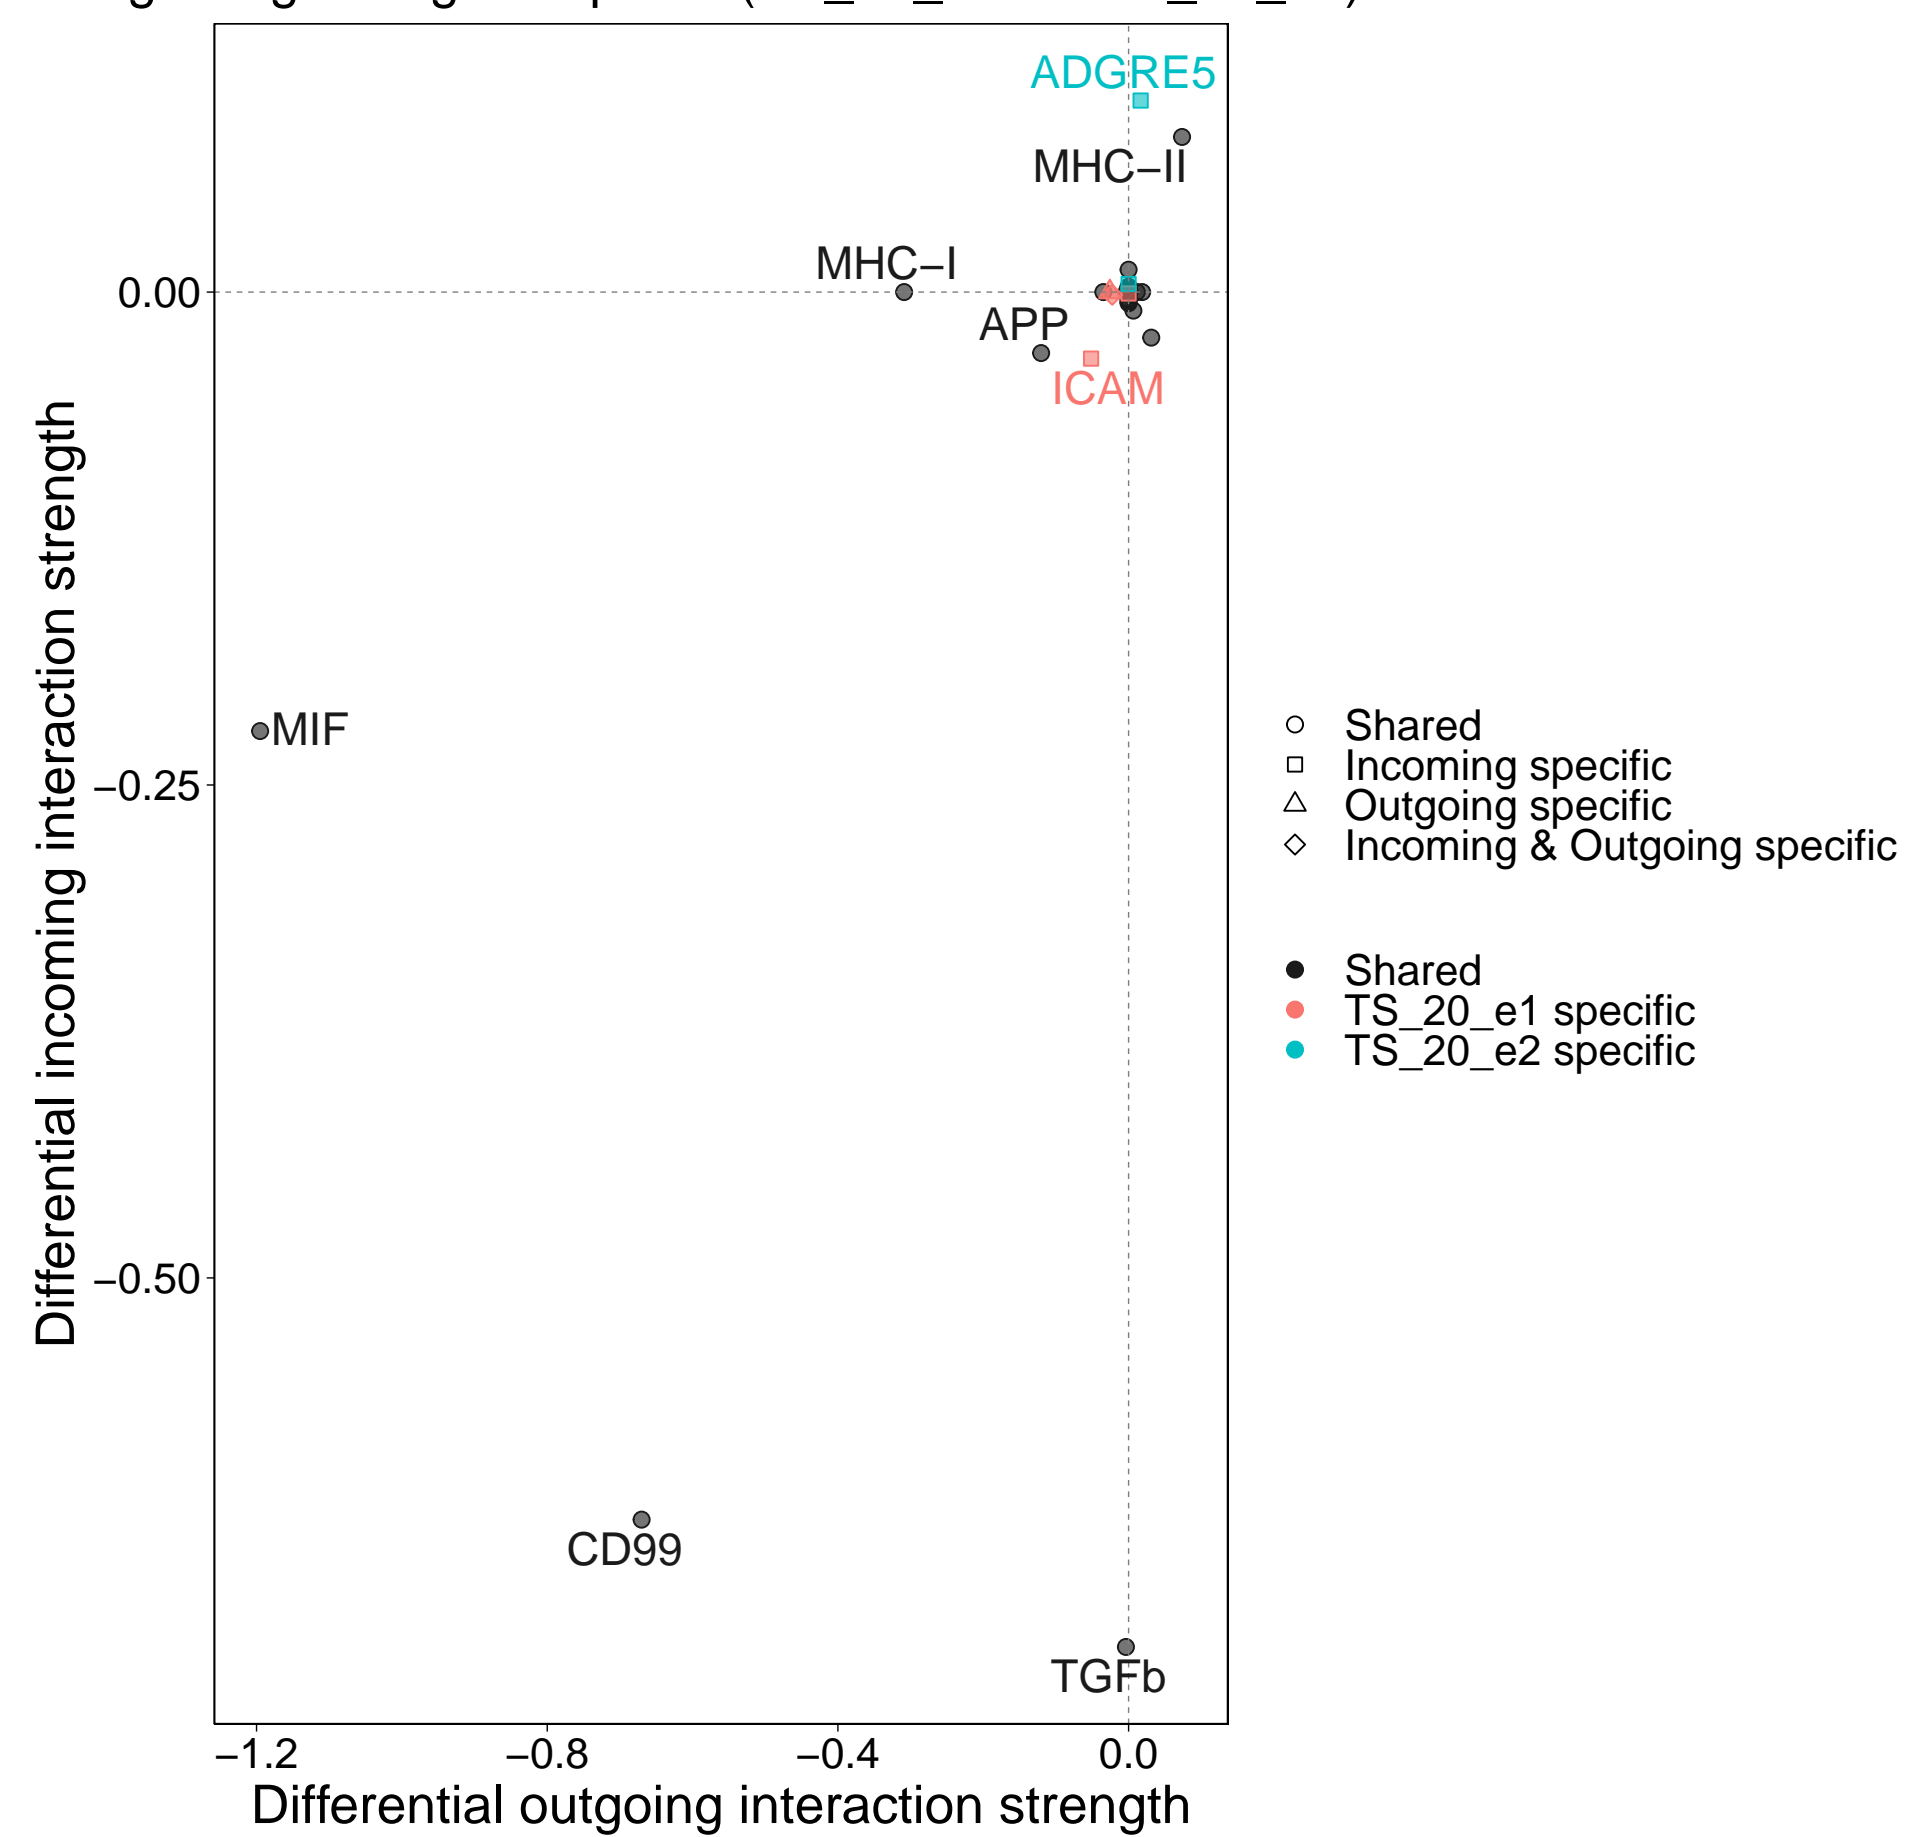 ADGRE5
MHC−II
MHC−I
APP
ICAM
MIF
CD99
TGFb
0.00
−0.25
−0.50
−1.2
−0.8
−0.4
0.0
Differential incoming interaction strength
Differential outgoing interaction strength
Shared
Incoming specific
Outgoing specific
Incoming & Outgoing specific
Shared
TS_20_e1 specific
TS_20_e2 specific